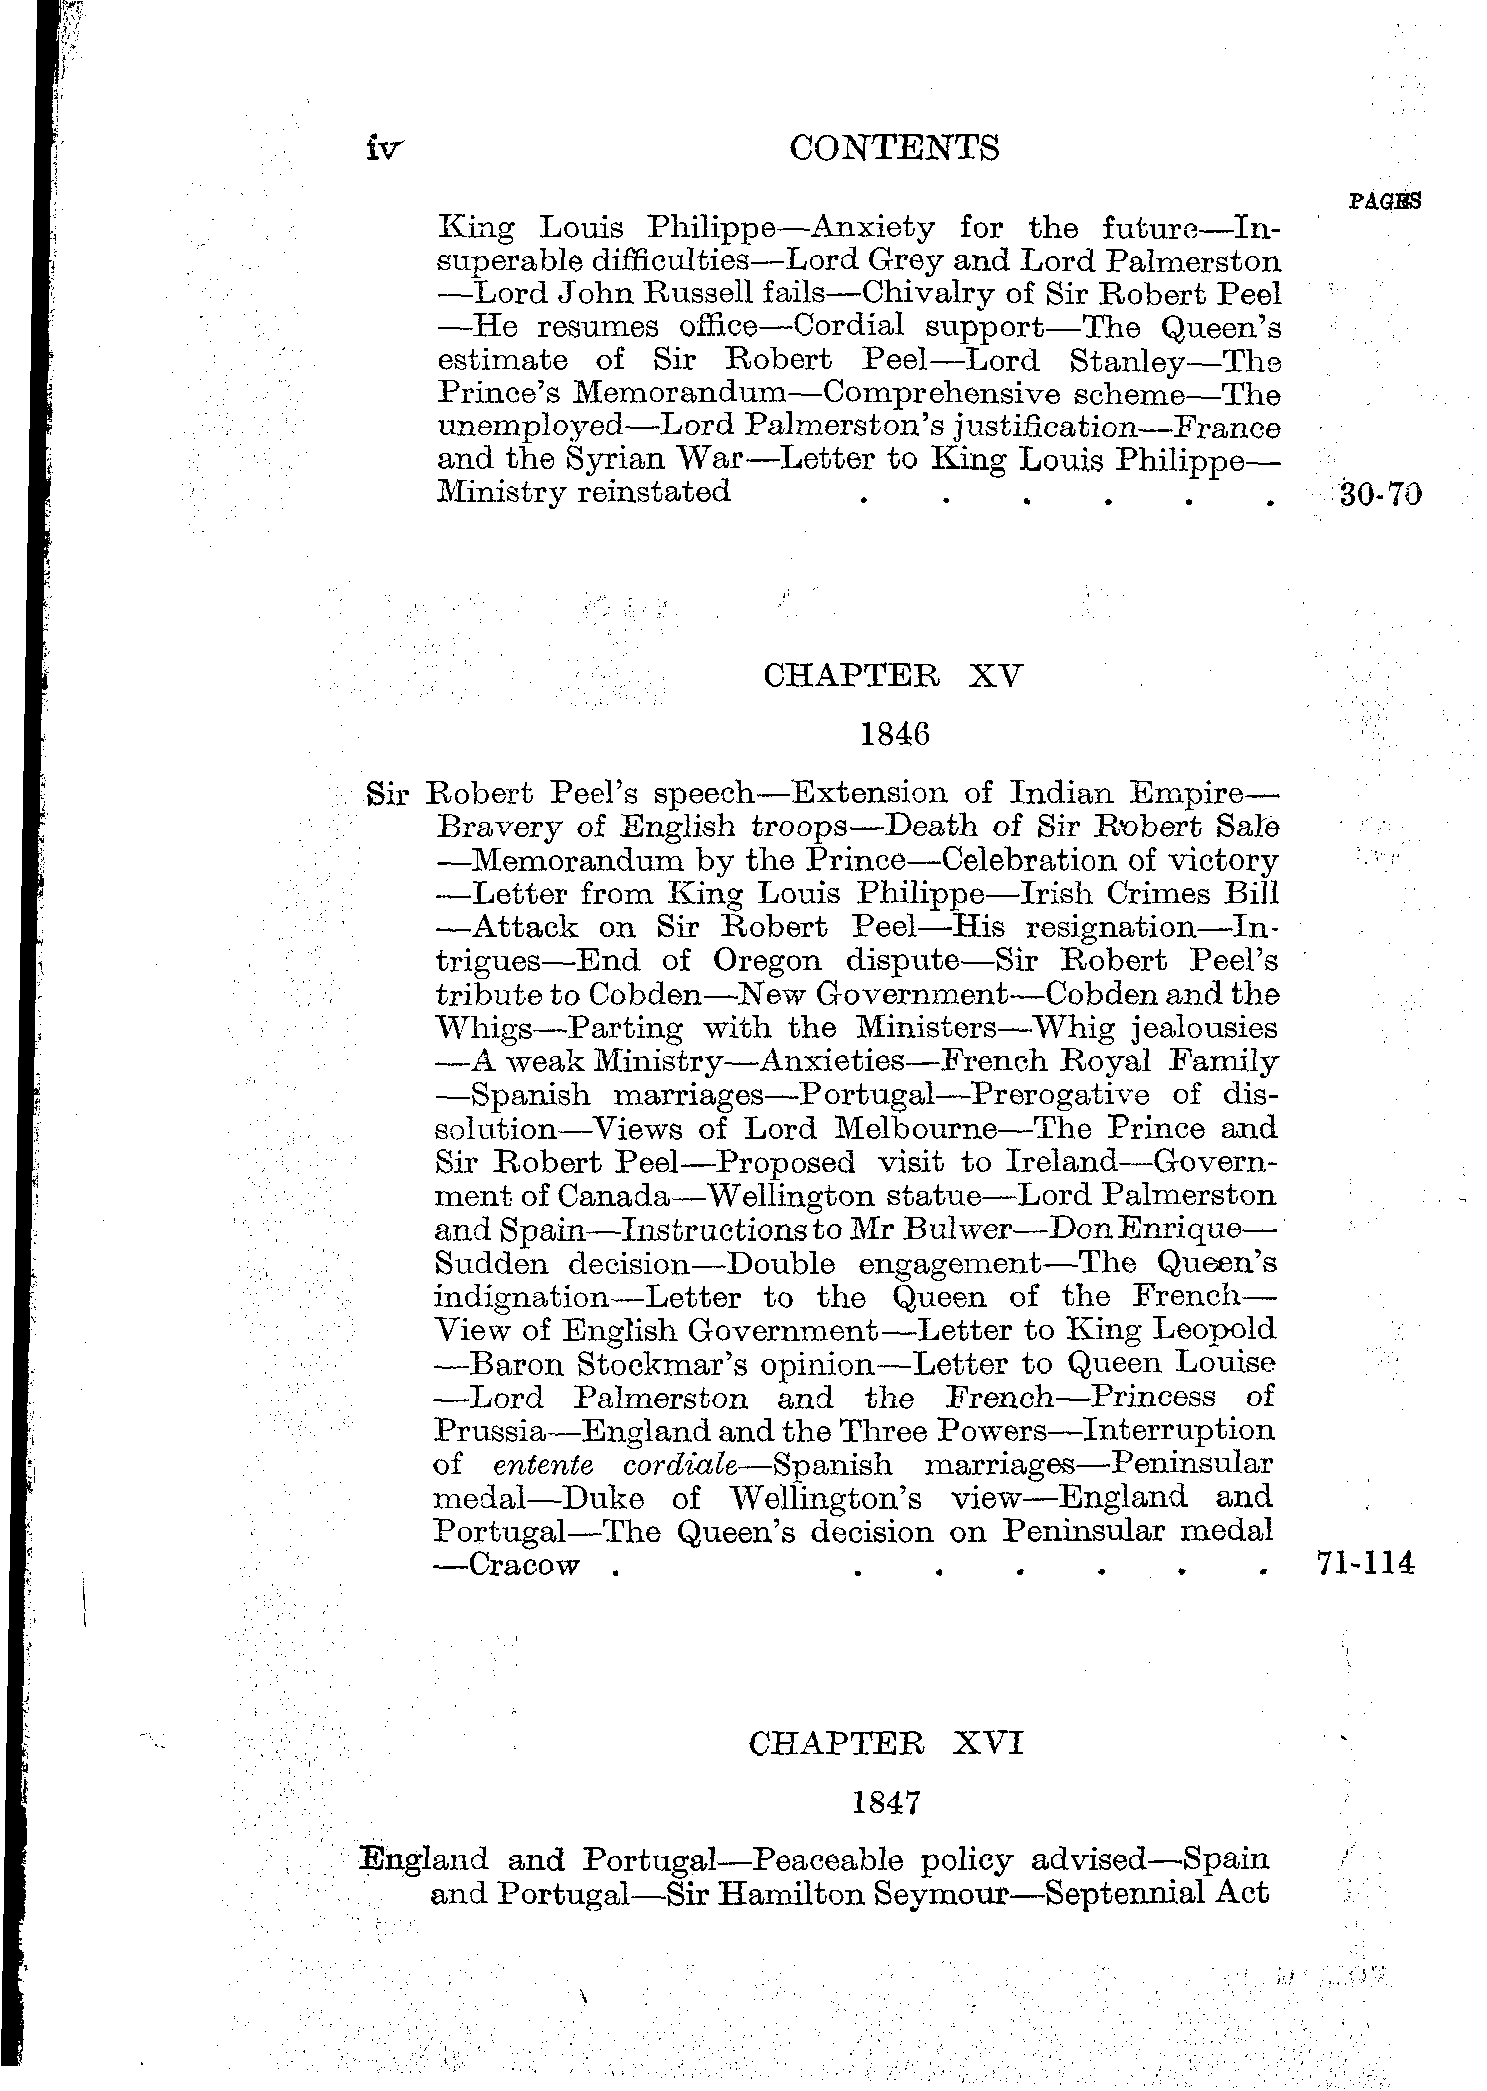 iv CONTENTS
PAGES
King Louis Philippe—Anxiety for the future—In-
superable difficulties—Lord Grey and Lord Palmerston
—Lord John Russell fails—Chivalry of Sir Robert Peel
—He resumes office—Cordial support—The Queen's
estimate of Sir Robert Peel—Lord Stanley—The
Prince's Memorandum—Comprehensive scheme—The
unemployed—Lord Palmerston's justification—France
and the Syrian War—Letter to King Louis Philippe—
Ministry reinstated . . . . . . 30-70
CHAPTER XV
1846
Sir Robert Peel's speech—Extension of Indian Empire—
Bravery of English troops—Death of Sir Robert Sale
—Memorandum by the Prince—Celebration of victory
—Letter from King Louis Philippe—Irish Crimes Bill
—Attack on Sir Robert Peel—His resignation—In-
trigues—End of Oregon dispute—Sir Robert Peel's
tribute to Cobden—New Government—Cobden and the
Whigs—Parting with the Ministers—Whig jealousies
—A weak Ministry—Anxieties—French Royal Family
—Spanish marriages—Portugal—Prerogative of dis-
solution—Views of Lord Melbourne—The Prince and
Sir Robert Peel—Proposed visit to Ireland—Govern-
ment of Canada—Wellington statue—Lord Palmerston
and Spain—Instructions to Mr Bulwer—Don Enrique—
Sudden decision—Double engagement—The Queen's
indignation—Letter to the Queen of the French—
View of English Government—Letter to King Leopold
—Baron Stockmar's opinion—Letter to Queen Louise
—Lord Palmerston and the French—Princess of
Prussia—England and the Three Powers—Interruption
of entente cordiale—Spanish marriages—Peninsular
medal—Duke of Wellington's view—England and
Portugal—The Queen's decision on Peninsular medal
—Cracow . . . . . . . 71-114
CHAPTER XVI
1847
England and Portugal—Peaceable policy advised—Spain
and Portugal—Sir Hamilton Seymour—Septennial Act